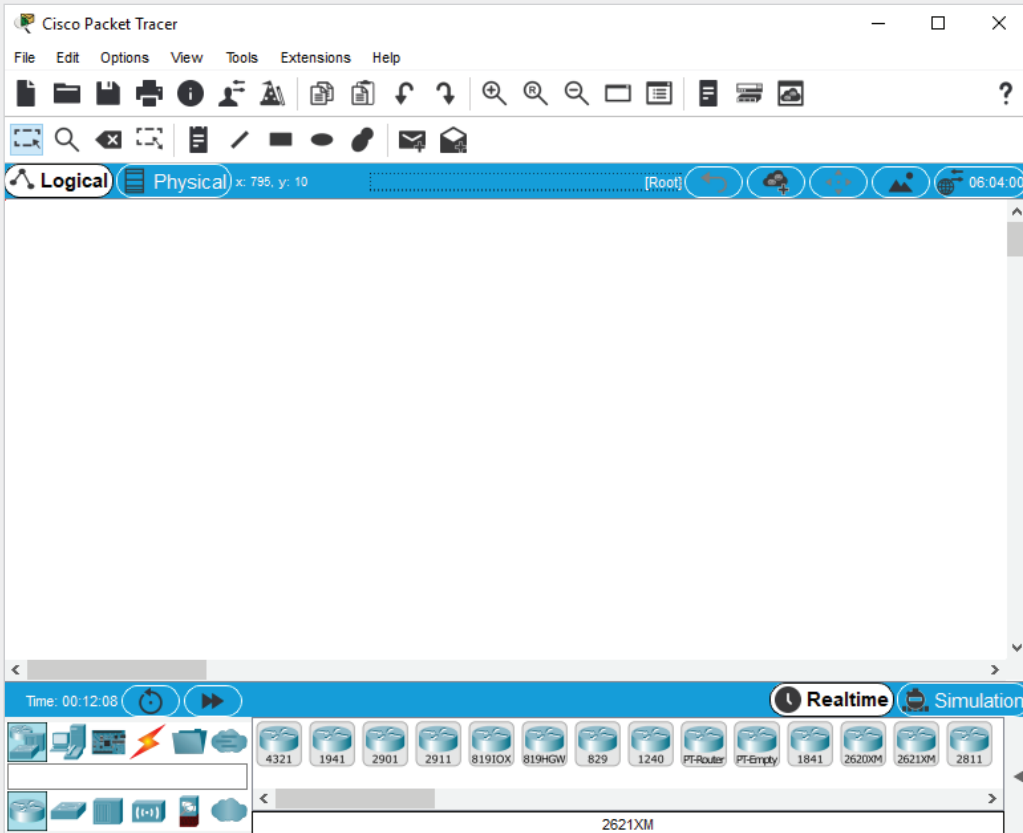 Cisco Packet Tracer
File Edit Options View Tools Extensions Help
R ?
Logical Physical x: 795, y: 10 [Root] 06:04:00
Time: 00:12:08 Realtime Simulation
4321 1941 2901 2911 819IOX 819HGW 829 1240 PT-Router PT-Empty 1841 2620XM 2621XM 2811
2621XM